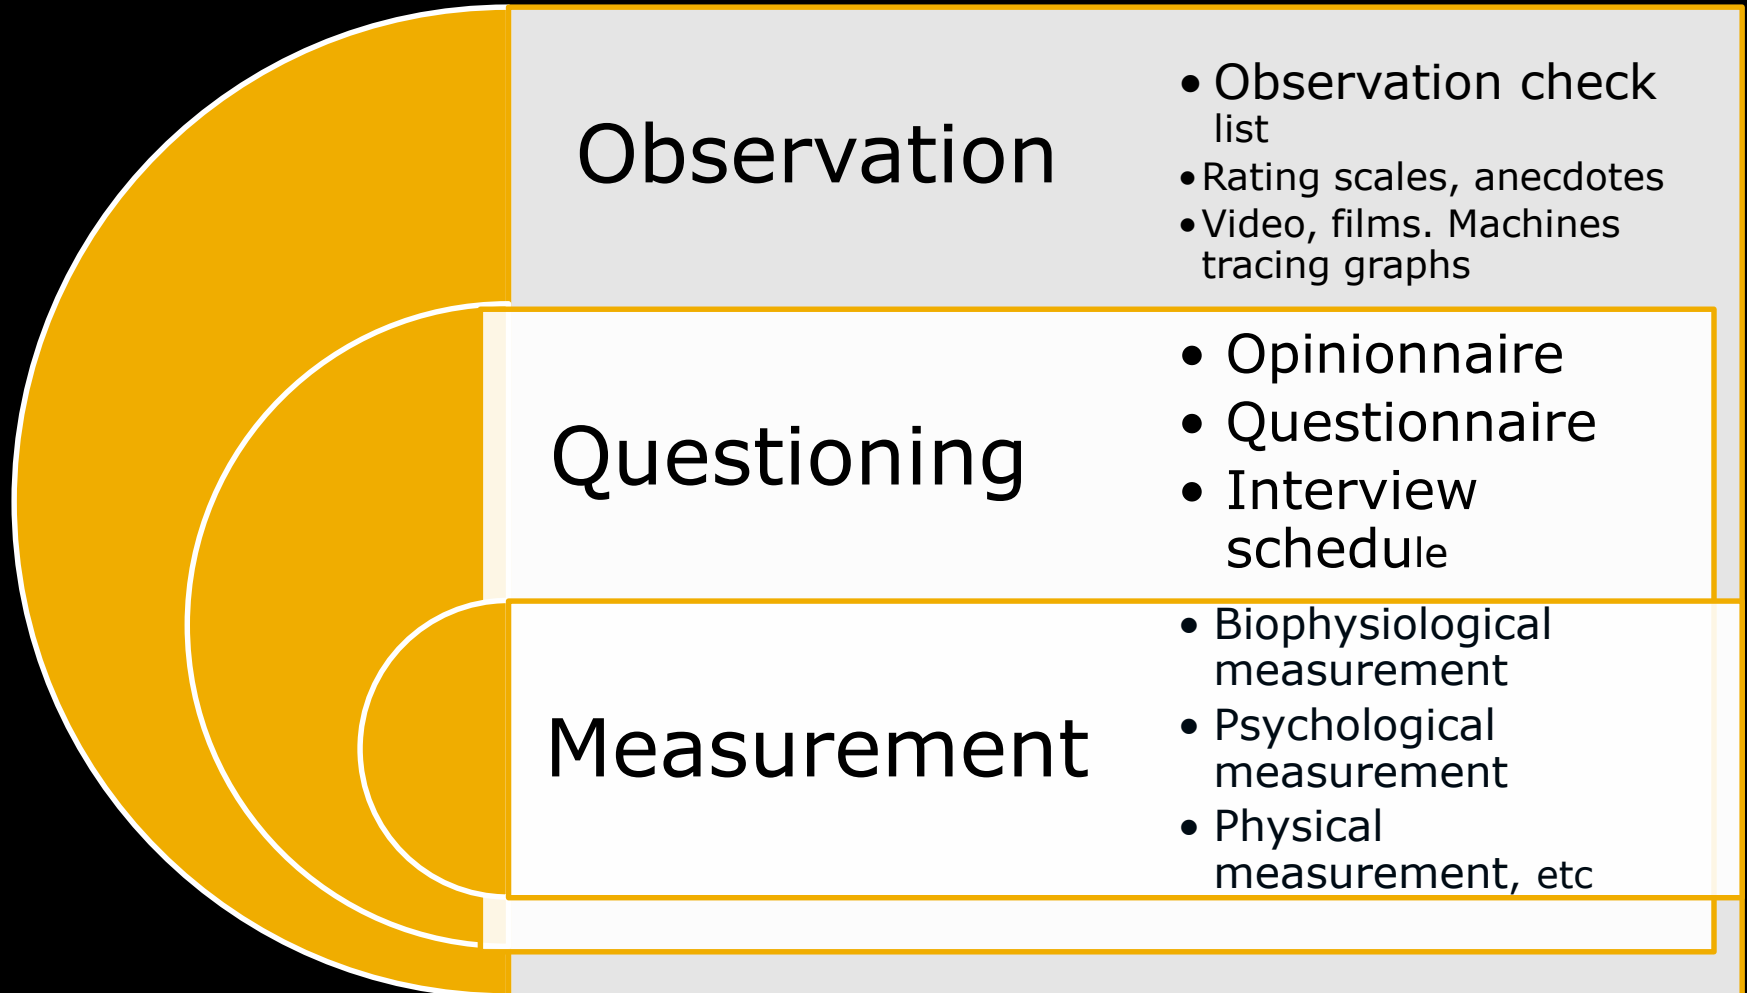 Observation
• Observation check
list
• Rating scales, anecdotes
• Video, films. Machines
tracing graphs
Questioning
• Opinionnaire
• Questionnaire
• Interview
schedule
Measurement
• Biophysiological
measurement
• Psychological
measurement
• Physical
measurement, etc